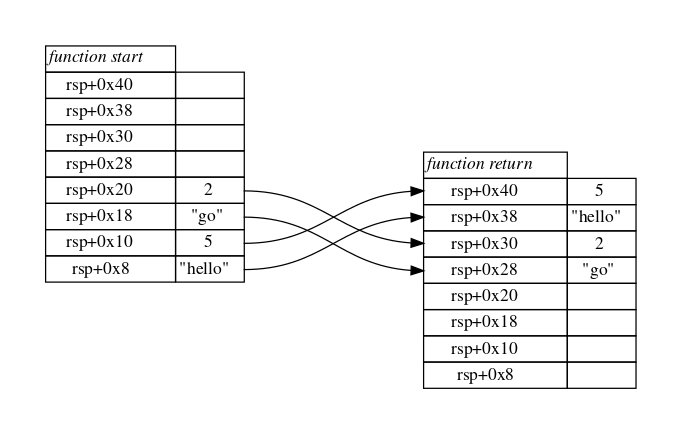 function start
rsp+0x40
rsp+0x38
rsp+0x30
rsp+0x28
rsp+0x20 2
rsp+0x18 "go"
rsp+0x10 5
rsp+0x8 "hello"
function return
rsp+0x40 5
rsp+0x38 "hello"
rsp+0x30 2
rsp+0x28 "go"
rsp+0x20
rsp+0x18
rsp+0x10
rsp+0x8